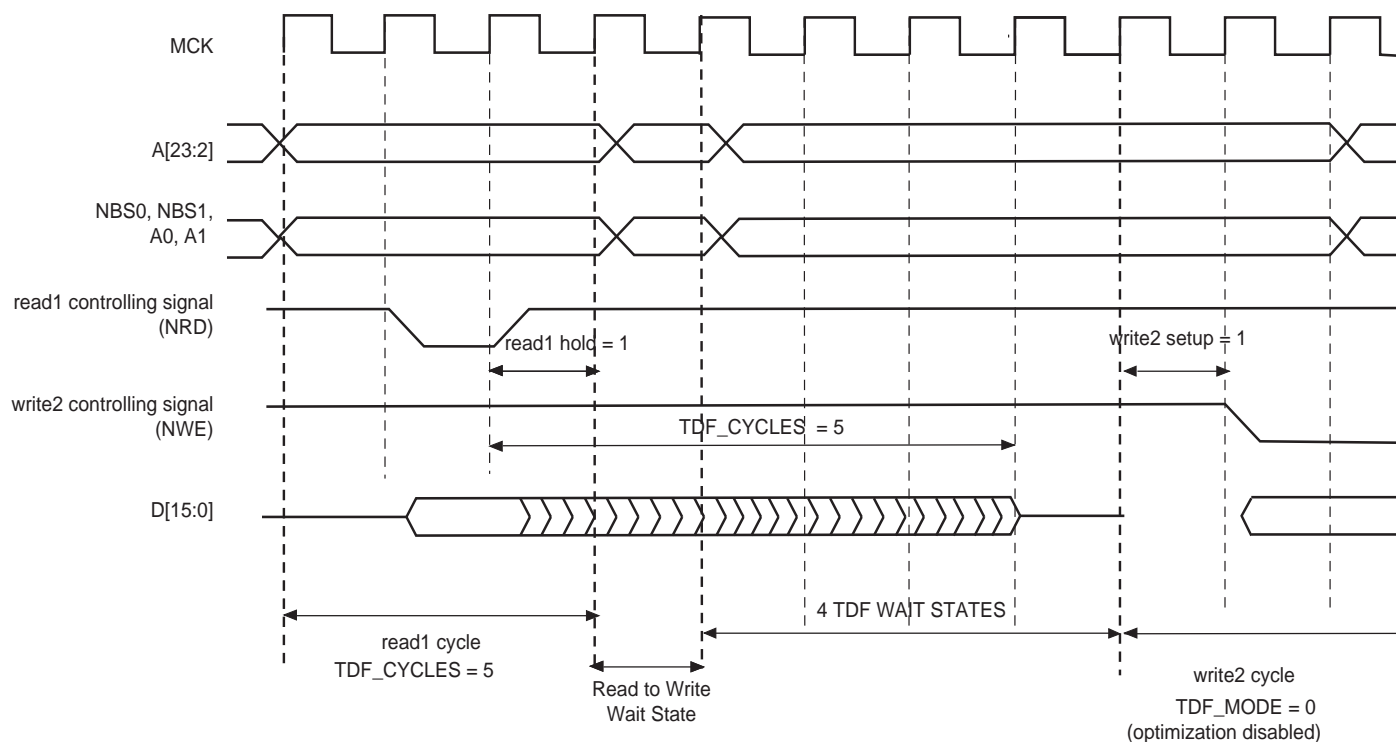 MCK
A[23:2]
NBS0, NBS1,
A0, A1
read1 controlling signal
(NRD)
read1 hold = 1
write2 setup = 1
write2 controlling signal
(NWE)
TDF_CYCLES = 5
D[15:0]
4 TDF WAIT STATES
read1 cycle
TDF_CYCLES = 5
Read to Write
Wait State
write2 cycle
TDF_MODE = 0
(optimization disabled)